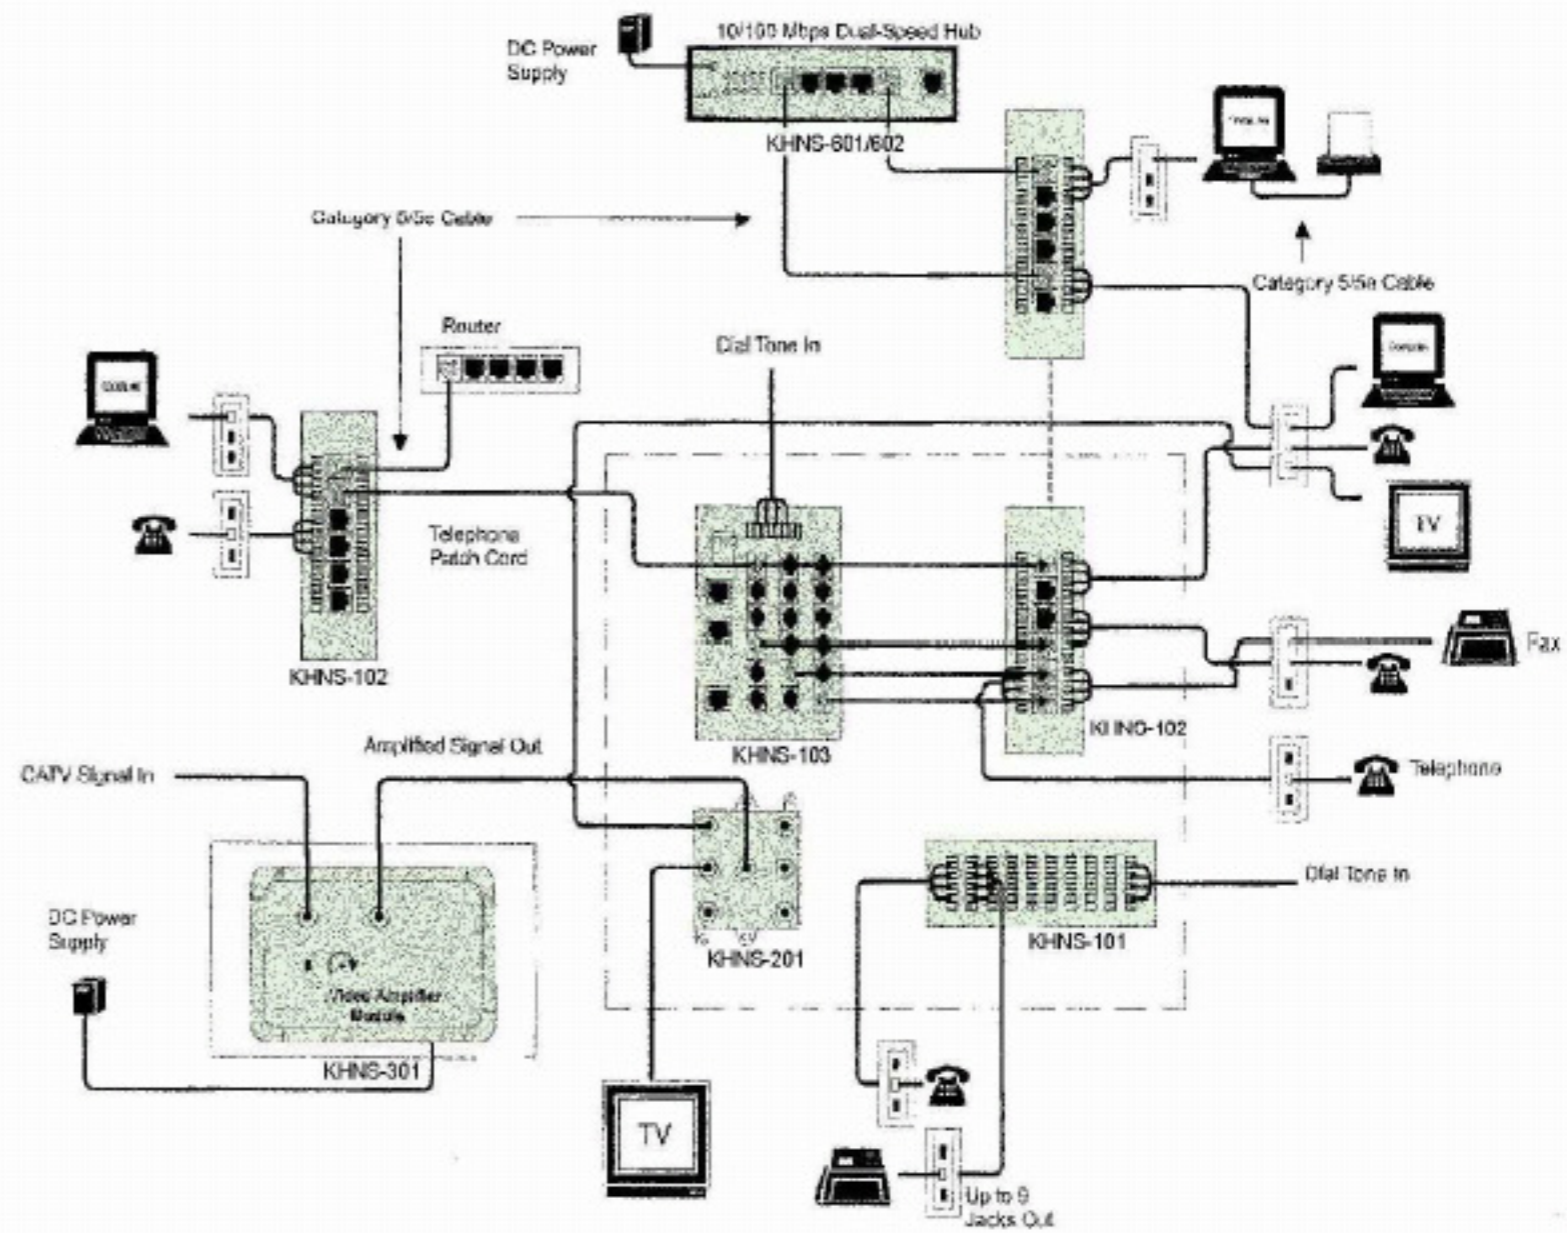 10/100 Mbps Dual-Speed Hub
DC Power
Supply
KHNS-601/602
Category 5/5e Cable
Category 5/5e Cable
Router
Dial Tone In
Computer
TV
Telephone
Patch Cord
KHNS-102
KHNS-103
KHNS-102
Fax
Telephone
Amplified Signal Out
CATV Signal In
Dial Tone In
DC Power
Supply
KHNS-101
KHNS-201
Video Amplifier
Module
KHNS-301
TV
Up to 9
Jacks Out